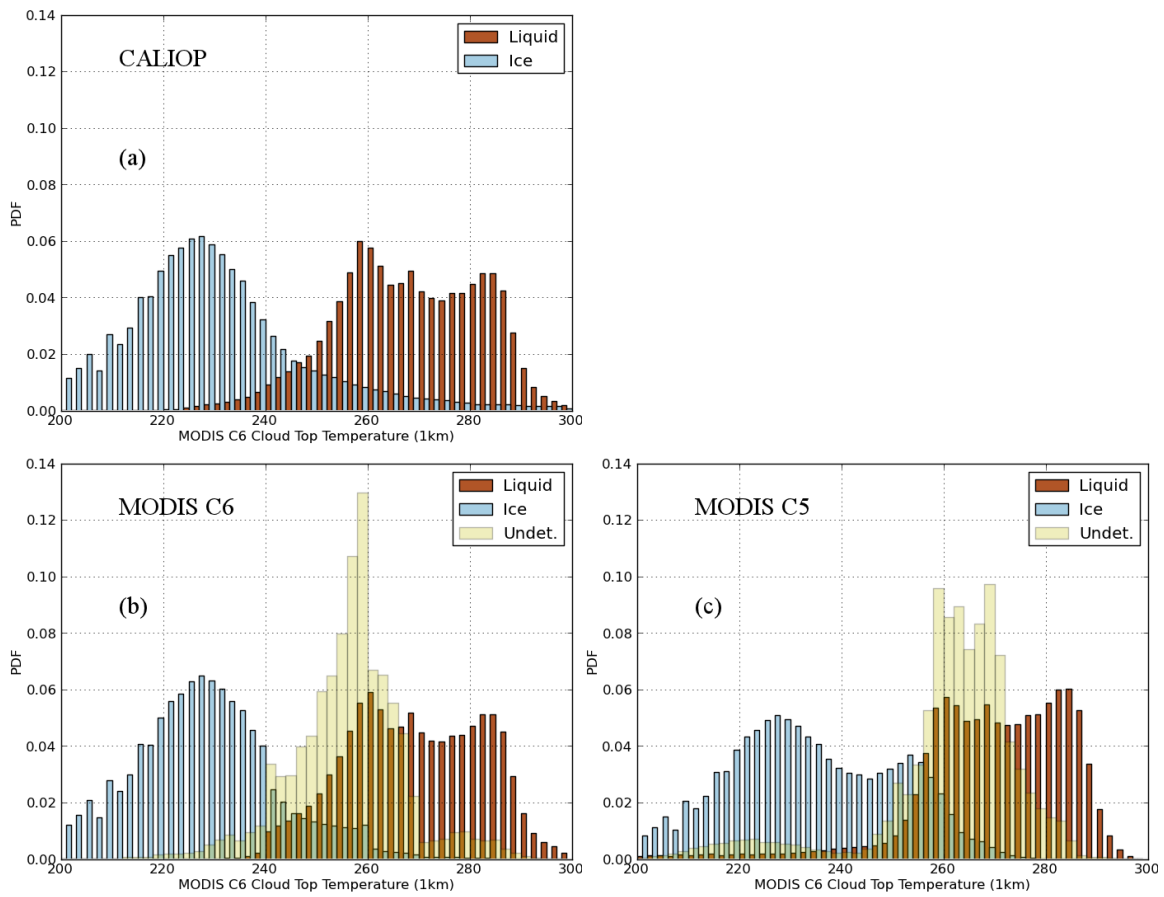 0.14
0.12
0.10
0.08
0.06
0.04
0.02
0.00
PDF
CALIOP
(a)
Liquid
Ice
200 220 240 260 280 300
MODIS C6 Cloud Top Temperature (1km)
0.14
0.12
0.10
0.08
0.06
0.04
0.02
0.00
PDF
MODIS C6
(b)
Liquid
Ice
Undet.
200 220 240 260 280 300
MODIS C6 Cloud Top Temperature (1km)
0.14
0.12
0.10
0.08
0.06
0.04
0.02
0.00
PDF
MODIS C5
(c)
Liquid
Ice
Undet.
200 220 240 260 280 300
MODIS C6 Cloud Top Temperature (1km)